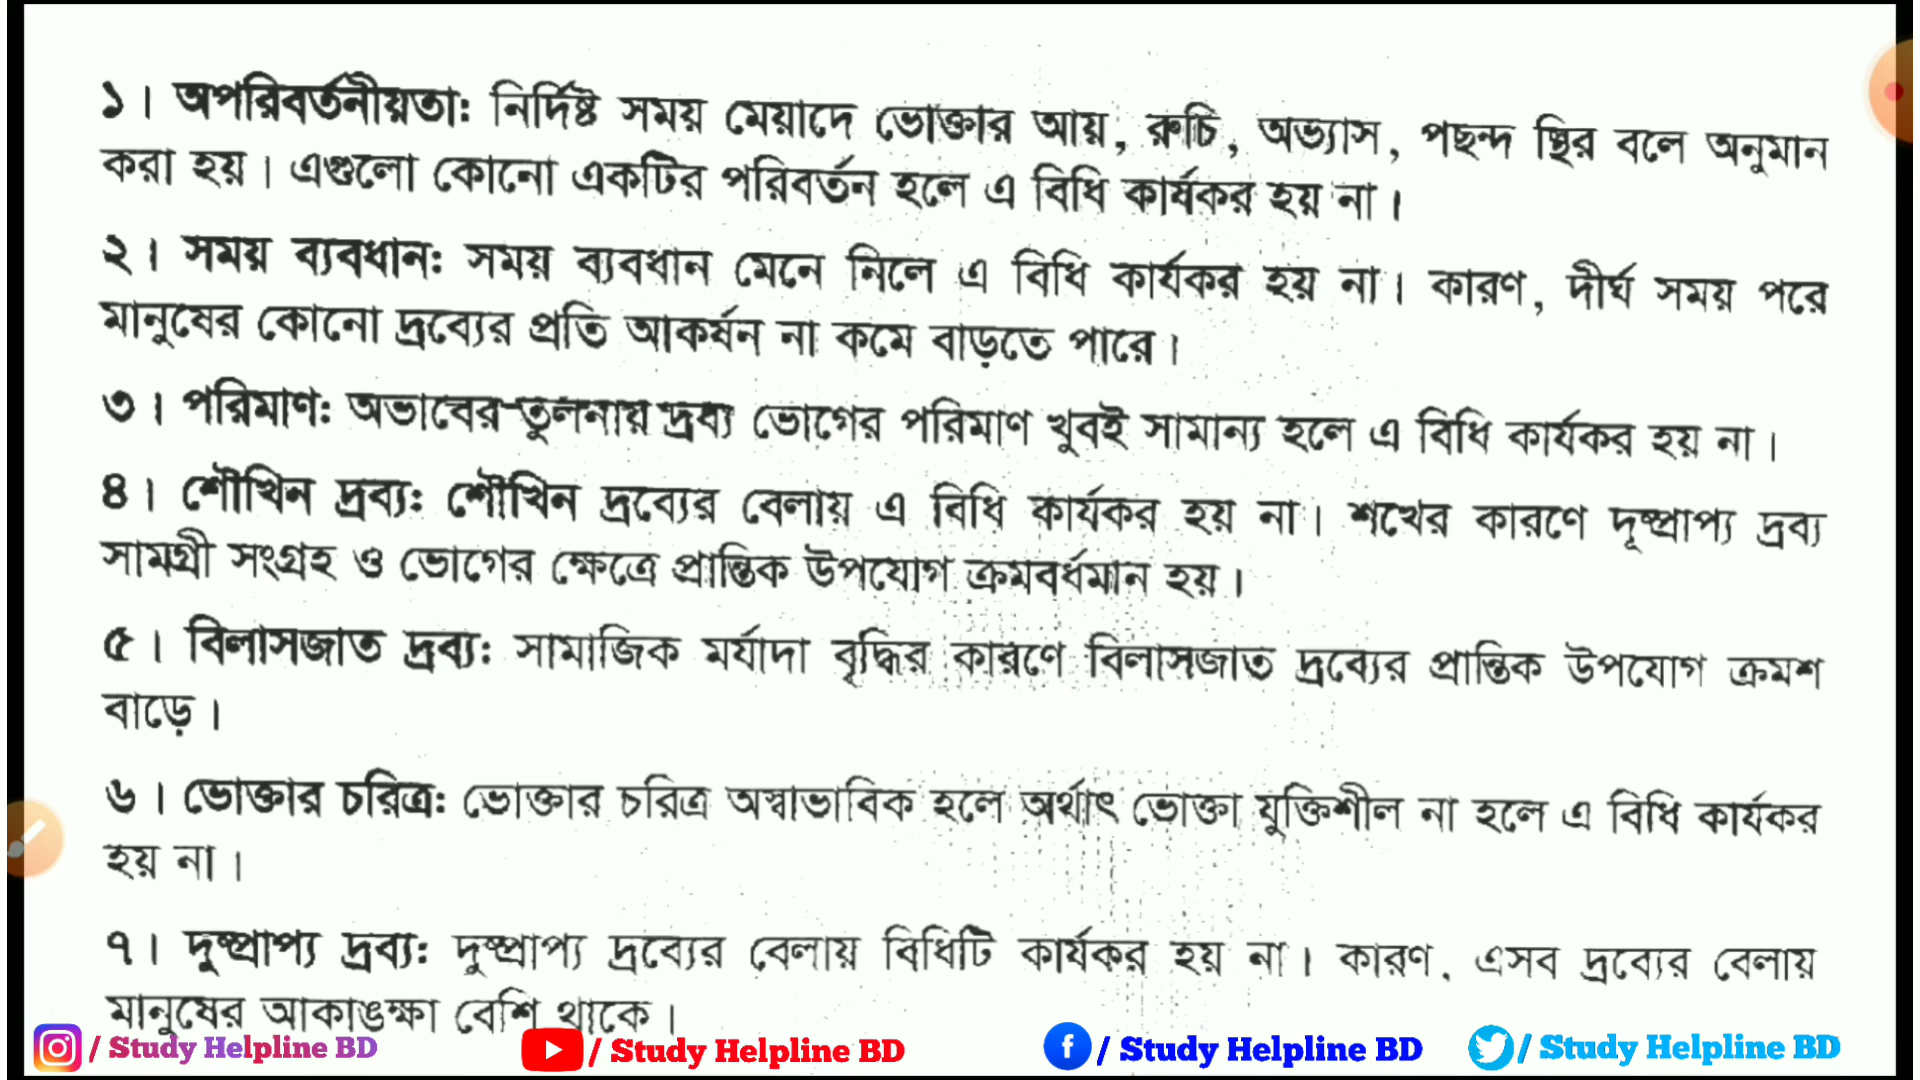 ১। অপরিবর্তনীয়তা: নির্দিষ্ট সময় মেয়াদে ভোক্তার আয়, রুচি, অভ্যাস, পছন্দ স্থির বলে অনুমান
করা হয়। এগুলো কোনো একটির পরিবর্তন হলে এ বিধি কার্যকর হয় না।
২। সময় ব্যবধান: সময় ব্যবধান মেনে নিলে এ বিধি কার্যকর হয় না। কারণ, দীর্ঘ সময় পরে
মানুষের কোনো দ্রব্যের প্রতি আকর্ষন না কমে বাড়তে পারে।
৩। পরিমাণ: অভাবের তুলনায় দ্রব্য ভোগের পরিমাণ খুবই সামান্য হলে এ বিধি কার্যকর হয় না।
৪। শৌখিন দ্রব্য: শৌখিন দ্রব্যের বেলায় এ বিধি কার্যকর হয় না। শখের কারণে দূষ্প্রাপ্য দ্রব্য
সামগ্রী সংগ্রহ ও ভোগের ক্ষেত্রে প্রান্তিক উপযোগ ক্রমবর্ধমান হয়।
৫। বিলাসজাত দ্রব্য: সামাজিক মর্যাদা বৃদ্ধির কারণে বিলাসজাত দ্রব্যের প্রান্তিক উপযোগ ক্রমশ
বাড়ে।
৬। ভোক্তার চরিত্র: ভোক্তার চরিত্র অস্বাভাবিক হলে অর্থাৎ ভোক্তা যুক্তিশীল না হলে এ বিধি কার্যকর
হয় না।
৭। দুষ্প্রাপ্য দ্রব্য: দুষ্প্রাপ্য দ্রব্যের বেলায় বিধিটি কার্যকর হয় না। কারণ, এসব দ্রব্যের বেলায়
মানুষের আকাঙক্ষা বেশি থাকে।
/ Study Helpline BD / Study Helpline BD / Study Helpline BD / Study Helpline BD